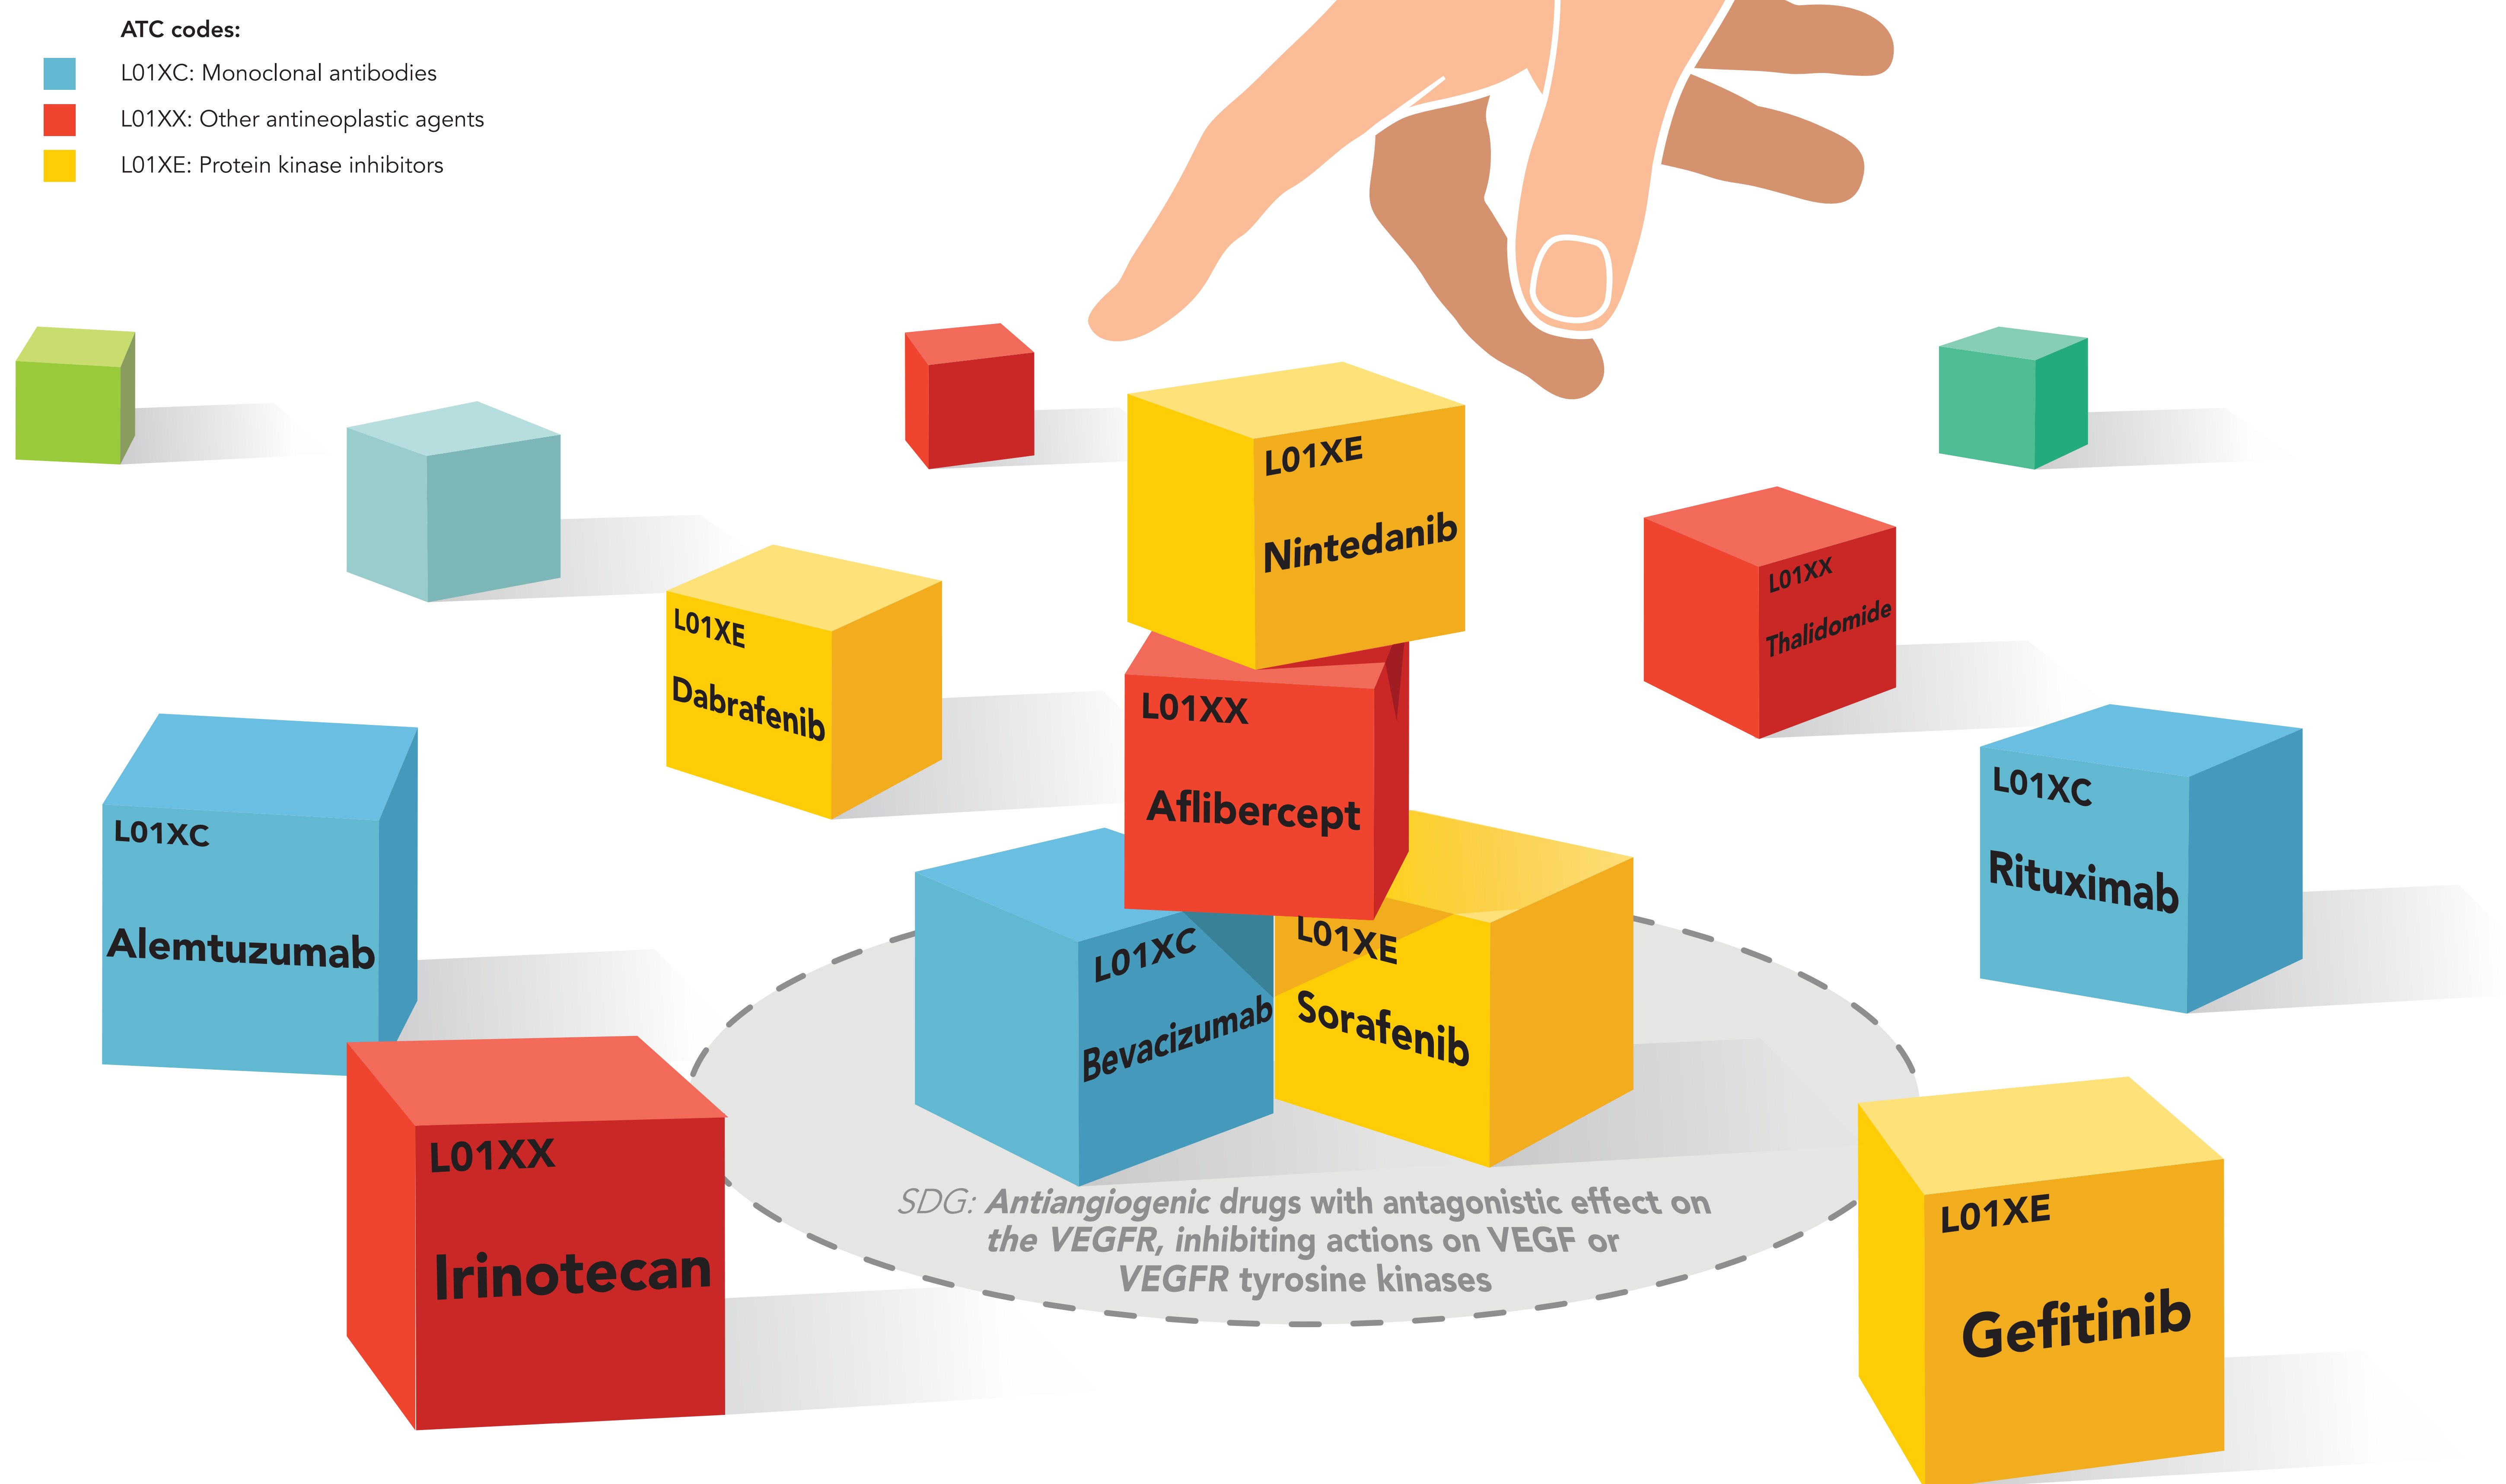 ATC codes:
L01XC: Monoclonal antibodies
L01XX: Other antineoplastic agents
L01XE: Protein kinase inhibitors
L01XE
Nintedanib
L01XX
Thalidomide
L01XE
Dabrafenib
L01XX
Aflibercept
L01XC
Rituximab
L01XC
Alemtuzumab
L01XC
Bevacizumab
L01XE
Sorafenib
L01XX
Irinotecan
SDG: Antiangiogenic drugs with antagonistic effect on
the VEGFR, inhibiting actions on VEGF or
VEGFR tyrosine kinases
L01XE
Gefitinib